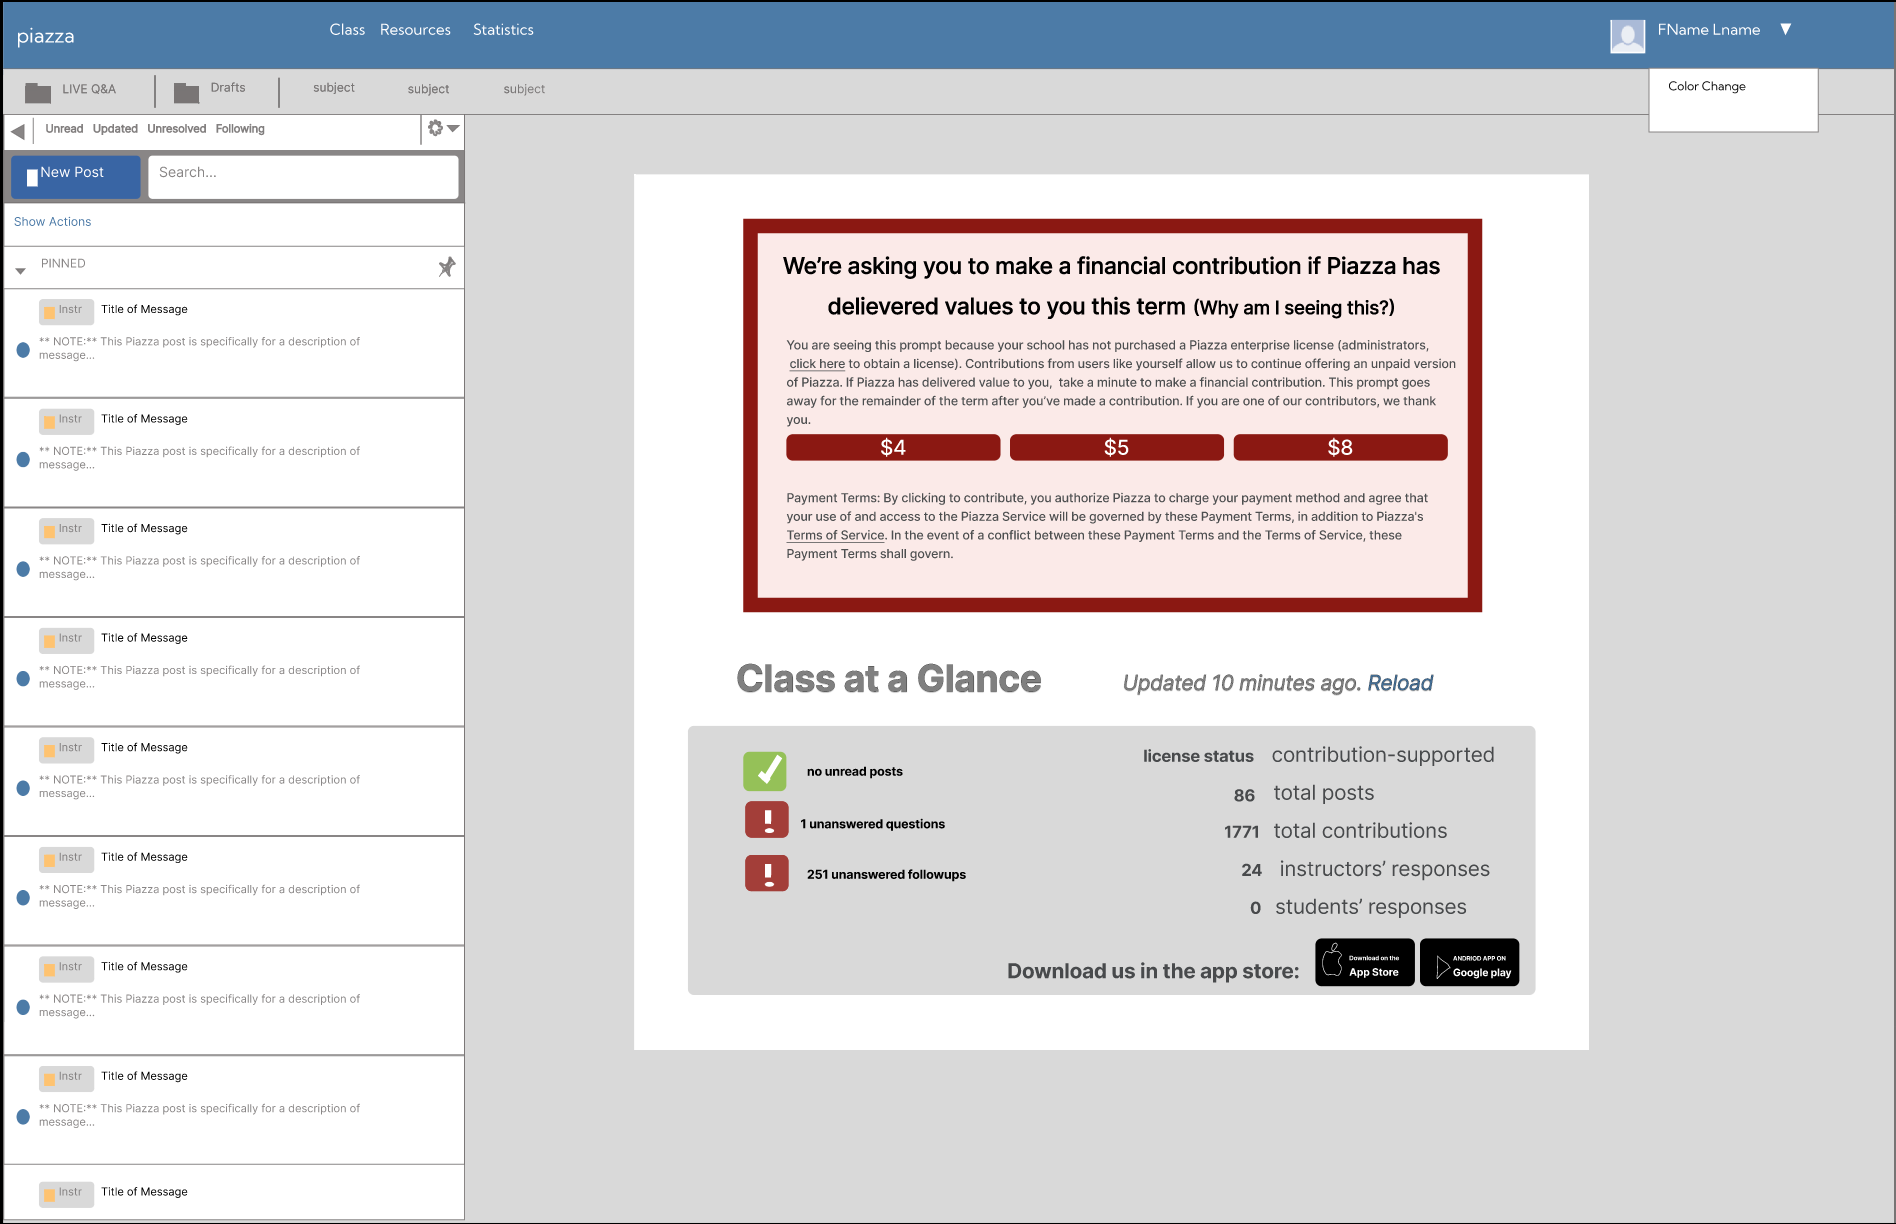 piazza
Class Resources Statistics
FName Lname
LIVE Q&A
Drafts
subject
subject
subject
Color Change
Unread Updated Unresolved Following
New Post
Search...
Show Actions
PINNED
Instr Title of Message
** NOTE:** This Piazza post is specifically for a description of
message...
Instr Title of Message
** NOTE:** This Piazza post is specifically for a description of
message...
Instr Title of Message
** NOTE:** This Piazza post is specifically for a description of
message...
Instr Title of Message
** NOTE:** This Piazza post is specifically for a description of
message...
Instr Title of Message
** NOTE:** This Piazza post is specifically for a description of
message...
Instr Title of Message
** NOTE:** This Piazza post is specifically for a description of
message...
Instr Title of Message
** NOTE:** This Piazza post is specifically for a description of
message...
Instr Title of Message
** NOTE:** This Piazza post is specifically for a description of
message...
Instr Title of Message
We're asking you to make a financial contribution if Piazza has
delievered values to you this term (Why am I seeing this?)
You are seeing this prompt because your school has not purchased a Piazza enterprise license (administrators,
click here to obtain a license). Contributions from users like yourself allow us to continue offering an unpaid version
of Piazza. If Piazza has delivered value to you, take a minute to make a financial contribution. This prompt goes
away for the remainder of the term after you've made a contribution. If you are one of our contributors, we thank
you.
$4
$5
$8
Payment Terms: By clicking to contribute, you authorize Piazza to charge your payment method and agree that
your use of and access to the Piazza Service will be governed by these Payment Terms, in addition to Piazza's
Terms of Service. In the event of a conflict between these Payment Terms and the Terms of Service, these
Payment Terms shall govern.
Class at a Glance
Updated 10 minutes ago. Reload
no unread posts
1 unanswered questions
251 unanswered followups
license status contribution-supported
86 total posts
1771 total contributions
24 instructors' responses
0 students' responses
Download us in the app store:
Download on the
App Store
ANDRIOD APP ON
Google play